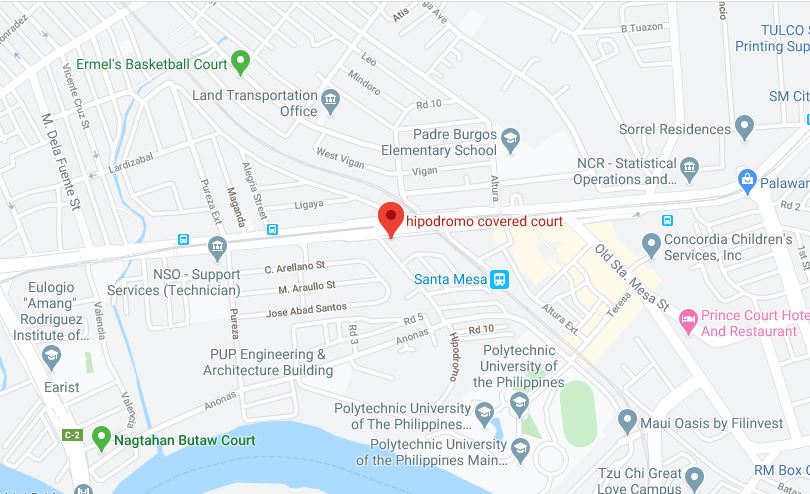 Atis
B Tuazon
TULCO S
Printing Sup
Ermel's Basketball Court
Leo
Mindoro
Vicente Cruz St
Land Transportation
Office
Rd 10
SM Cit
M. Dela Fuente St
Padre Burgos
Elementary School
Sorrel Residences
Lardizabal
West Vigan
Vigan
NCR - Statistical
Operations and...
Alegria Street
Altura
Palawan
Pureza Ext
Maganda
Ligaya
Rd 2
hipodromo covered court
Concordia Children's
Services, Inc
1st S
NSO - Support
Services (Technician)
C. Arellano St
Old Sta. Mesa St
Eulogio
"Amang"
Rodriguez
Institute of...
M. Araullo St
Santa Mesa
Jose Abad Santos
Teresa
Altura Ext.
Valencia
Pureza
Rd 5
Rd 3
Anonas
Rd 10
Hipodromo
Prince Court Hote
And Restaurant
PUP Engineering &
Architecture Building
Polytechnic
University of
the Philippines
Earist
Anonas
Valencia
Polytechnic University
of The Philippines...
Maui Oasis by Filinvest
C-2
Nagtahan Butaw Court
Polytechnic University
of the Philippines Main...
Tzu Chi Great
Love Campus
RM Box C
Bata